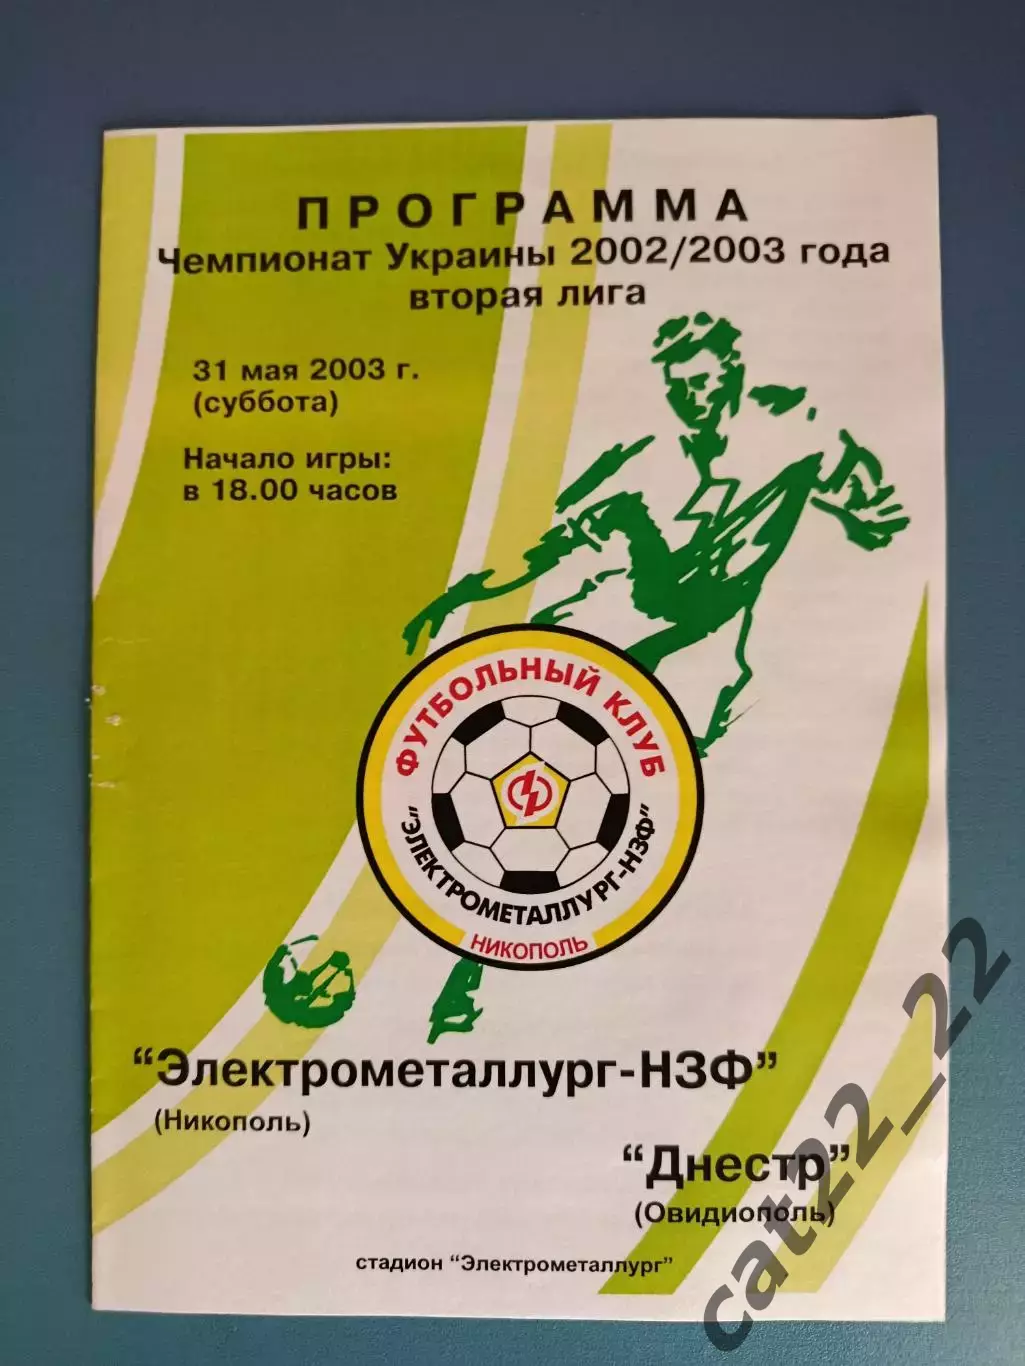 ПРОГРАММА
Чемпионат Украины 2002/2003 года
вторая лига
31 мая 2003 г.
(суббота)
Начало игры:
в 18.00 часов
ФУТБОЛЬНЫЙ КЛУБ
"ЭЛЕКТРОМЕТАЛЛУРГ-НЗФ"
НИКОПОЛЬ
“Электрометаллург-НЗФ”
(Никополь)
“Днестр”
(Овидиополь)
стадион “Электрометаллург”
cat22_22